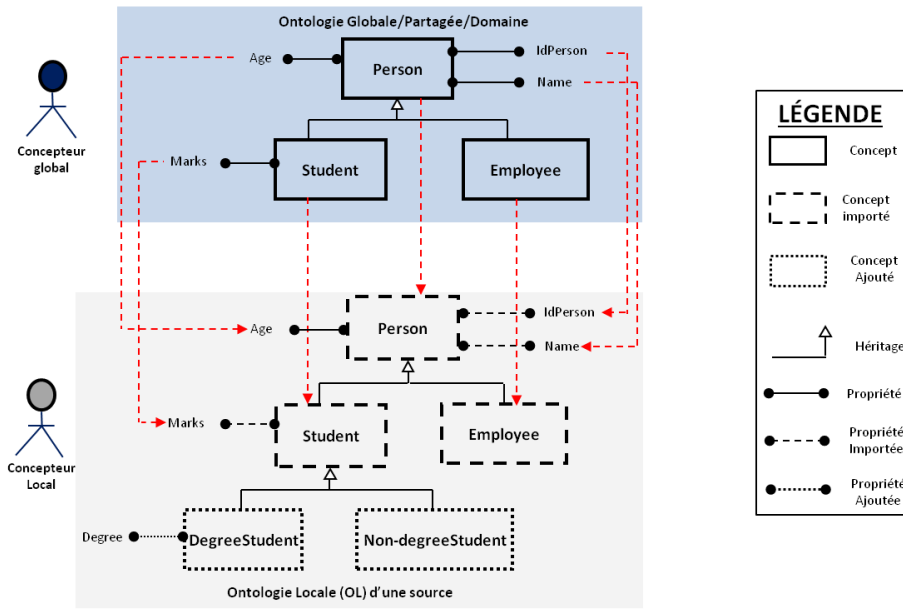 Ontologie Globale/Partagée/Domaine
Age
Person
IdPerson
Name
Concepteur
global
Marks
Student
Employee
Person
IdPerson
Age
Name
Marks
Student
Employee
Concepteur
Local
Degree
DegreeStudent
Non-degreeStudent
Ontologie Locale (OL) d'une source
LÉGENDE
Concept
Concept
importé
Concept
Ajouté
Héritage
Propriété
Propriété
Importée
Propriété
Ajoutée